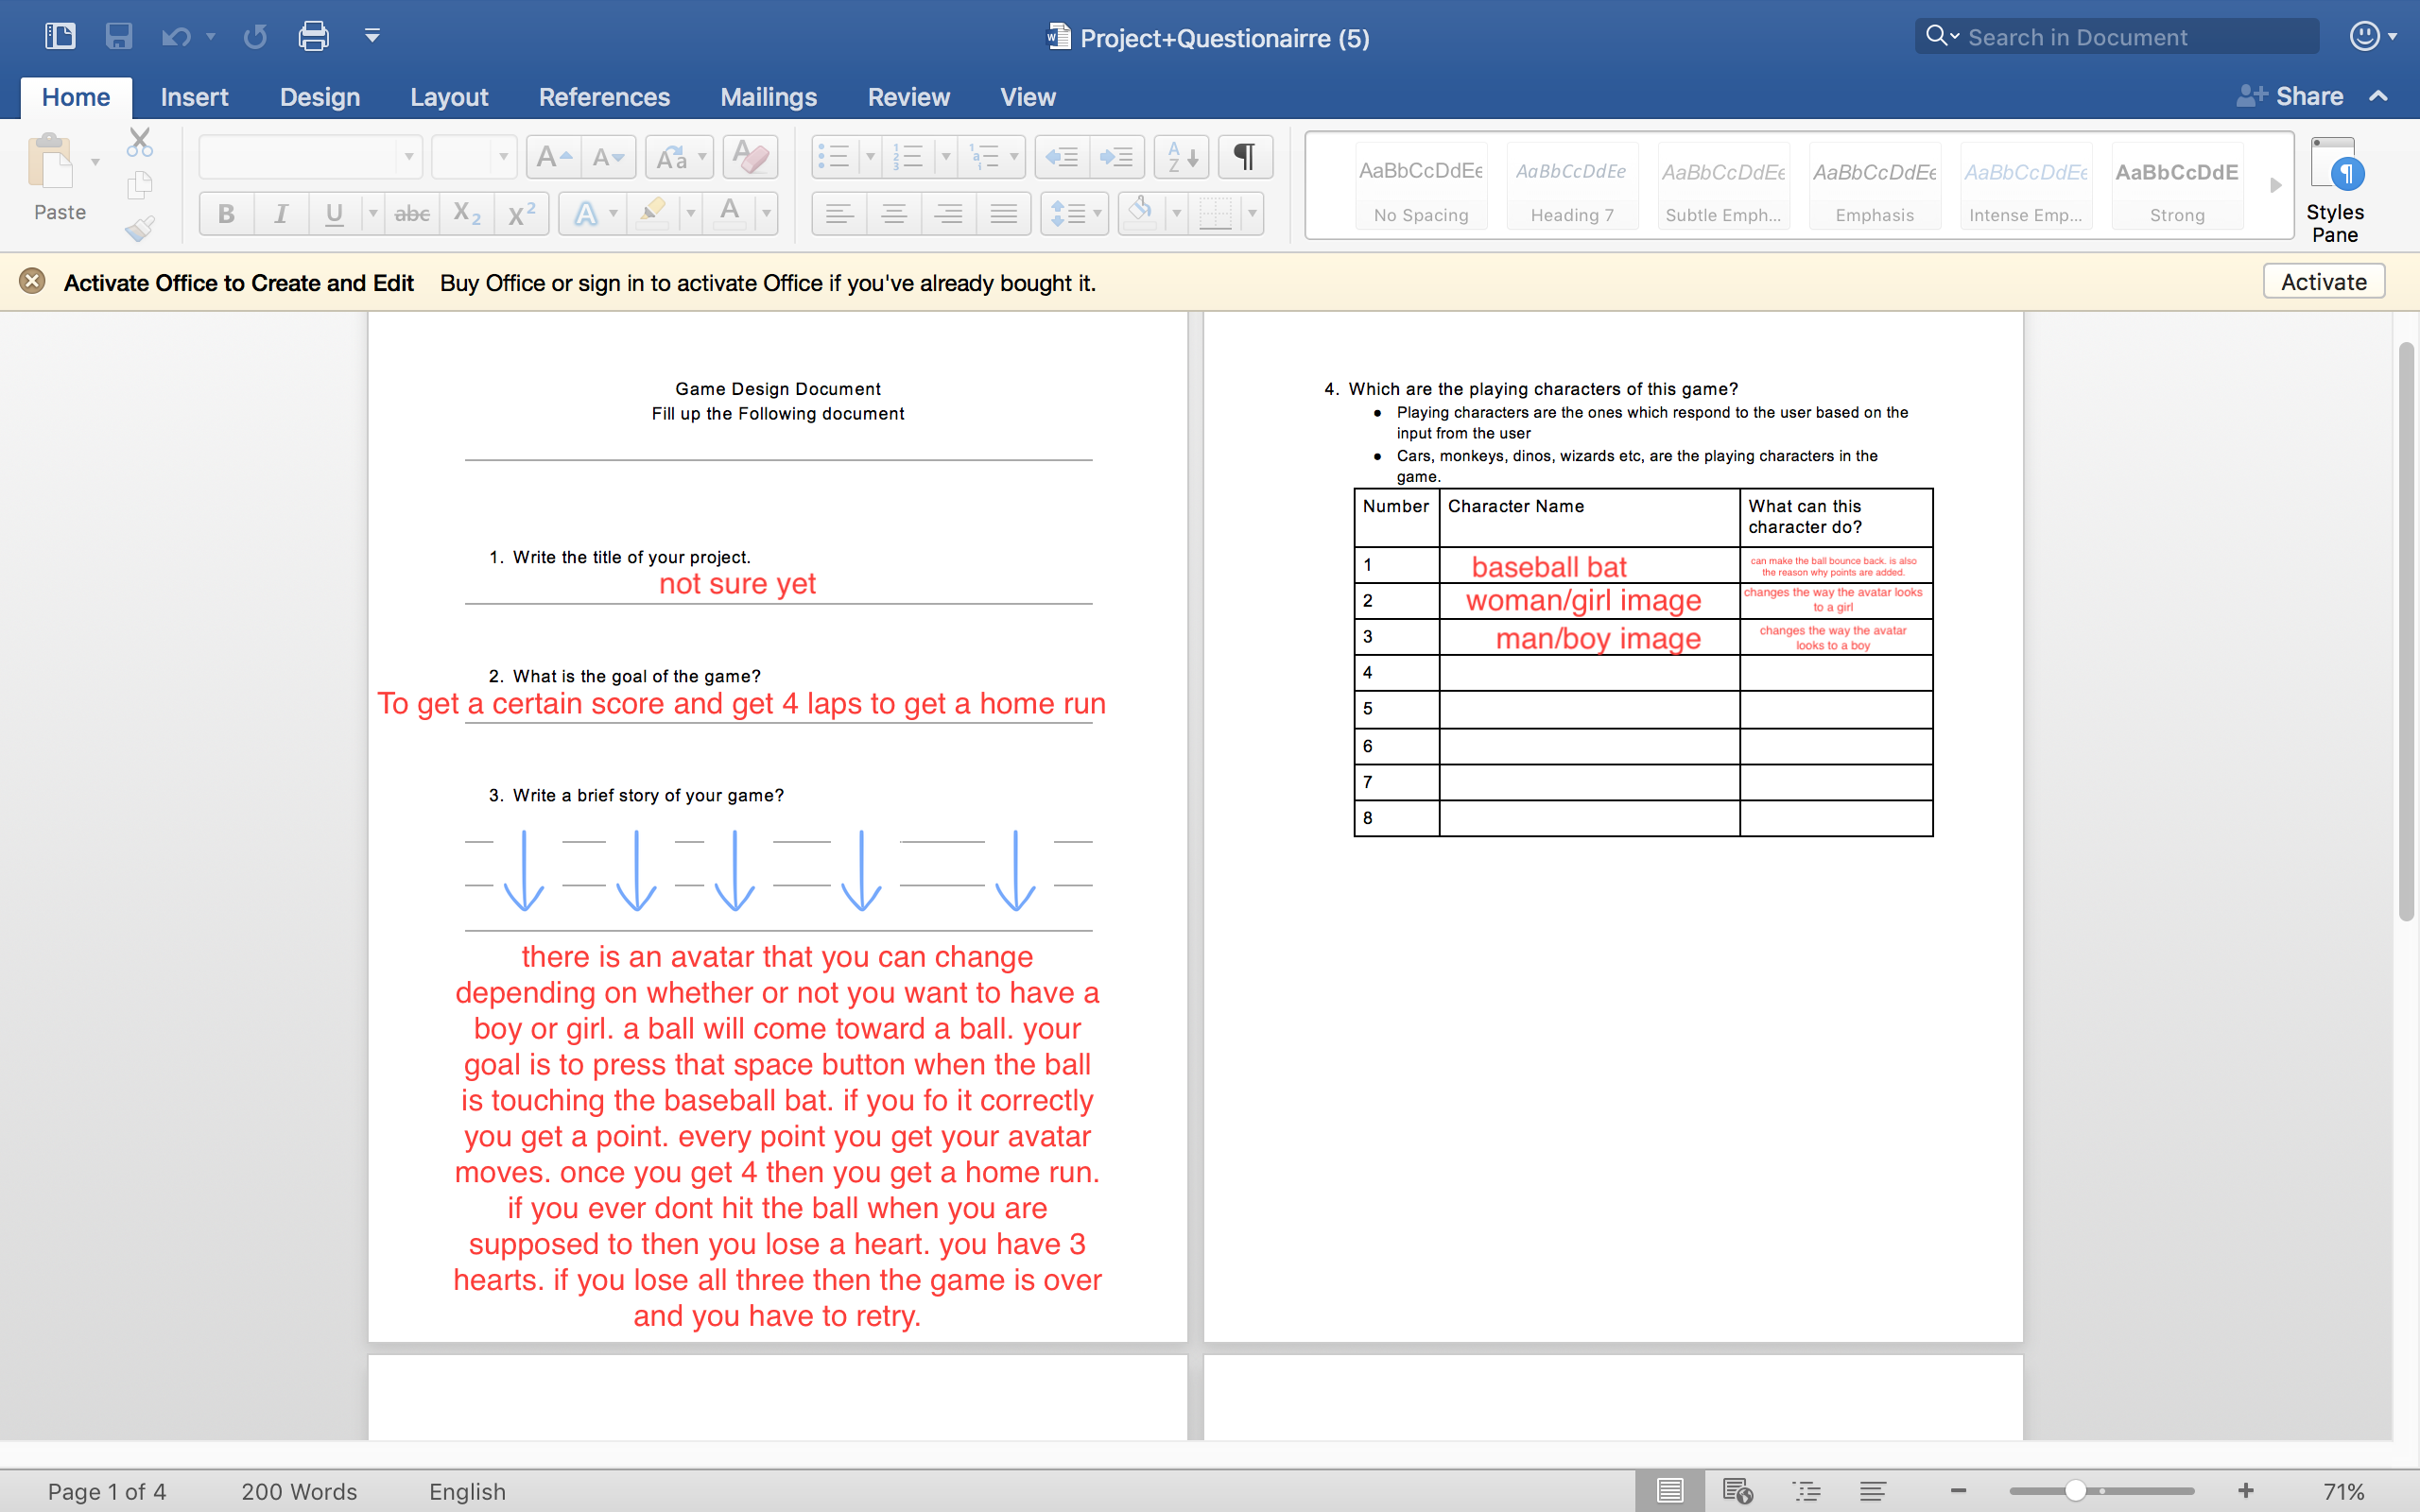 Project+Questionairre (5)
Search in Document
Home Insert Design Layout References Mailings Review View Share
Paste
AaBbCcDdEe AaBbCcDdEe AaBbCcDdEe AaBbCcDdEe AaBbCcDdEe AaBbCcDdE
No Spacing Heading 7 Subtle Emph... Emphasis Intense Emp... Strong
Styles
Pane
Activate Office to Create and Edit Buy Office or sign in to activate Office if you've already bought it. Activate
Game Design Document
Fill up the Following document
1. Write the title of your project.
not sure yet
2. What is the goal of the game?
To get a certain score and get 4 laps to get a home run
3. Write a brief story of your game?
there is an avatar that you can change
depending on whether or not you want to have a
boy or girl. a ball will come toward a ball. your
goal is to press that space button when the ball
is touching the baseball bat. if you fo it correctly
you get a point. every point you get your avatar
moves. once you get 4 then you get a home run.
if you ever dont hit the ball when you are
supposed to then you lose a heart. you have 3
hearts. if you lose all three then the game is over
and you have to retry.
4. Which are the playing characters of this game?
• Playing characters are the ones which respond to the user based on the
input from the user
• Cars, monkeys, dinos, wizards etc, are the playing characters in the
game.
Number Character Name What can this
character do?
1 baseball bat can make the ball bounce back. is also
the reason why points are added.
2 woman/girl image changes the way the avatar looks
to a girl
3 man/boy image changes the way the avatar
looks to a boy
4
5
6
7
8
Page 1 of 4 200 Words English 71%